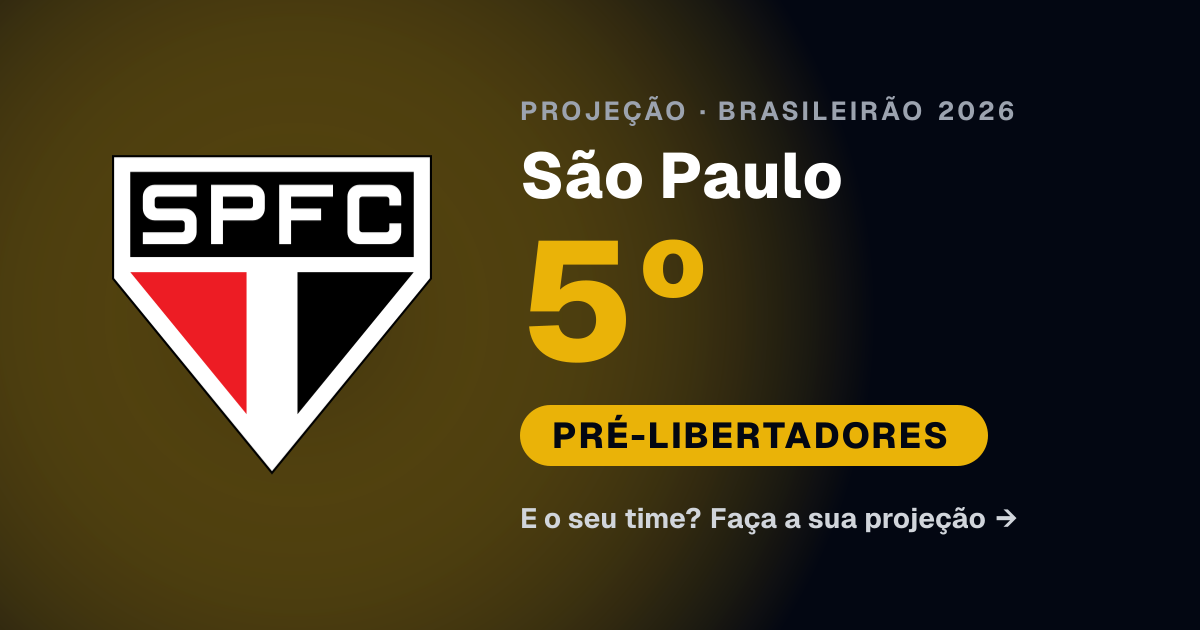 SPFC
PROJEÇÃO · BRASILEIRÃO 2026
São Paulo
5º
PRÉ-LIBERTADORES
E o seu time? Faça a sua projeção →